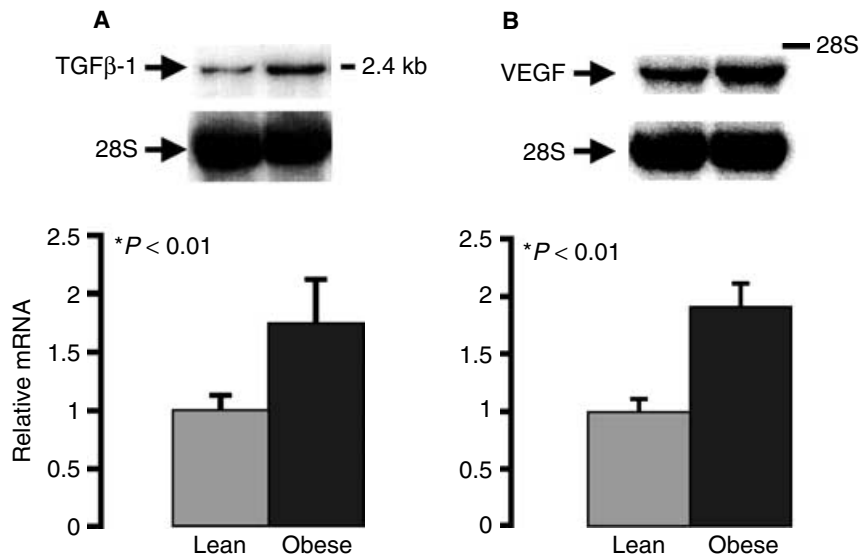 A
TGFβ-1
2.4 kb
28S
2.5
*P < 0.01
2
1.5
1
0.5
0
Relative mRNA
Lean Obese
B
28S
VEGF
28S
2.5
*P < 0.01
2
1.5
1
0.5
0
Lean Obese